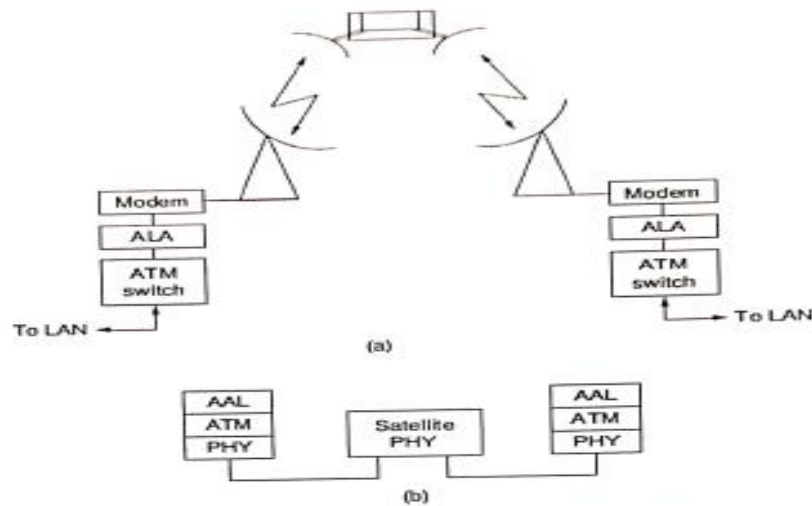 Modem
ALA
ATM
switch
To LAN
Modem
ALA
ATM
switch
To LAN
(a)
AAL
ATM
PHY
Satellite
PHY
AAL
ATM
PHY
(b)